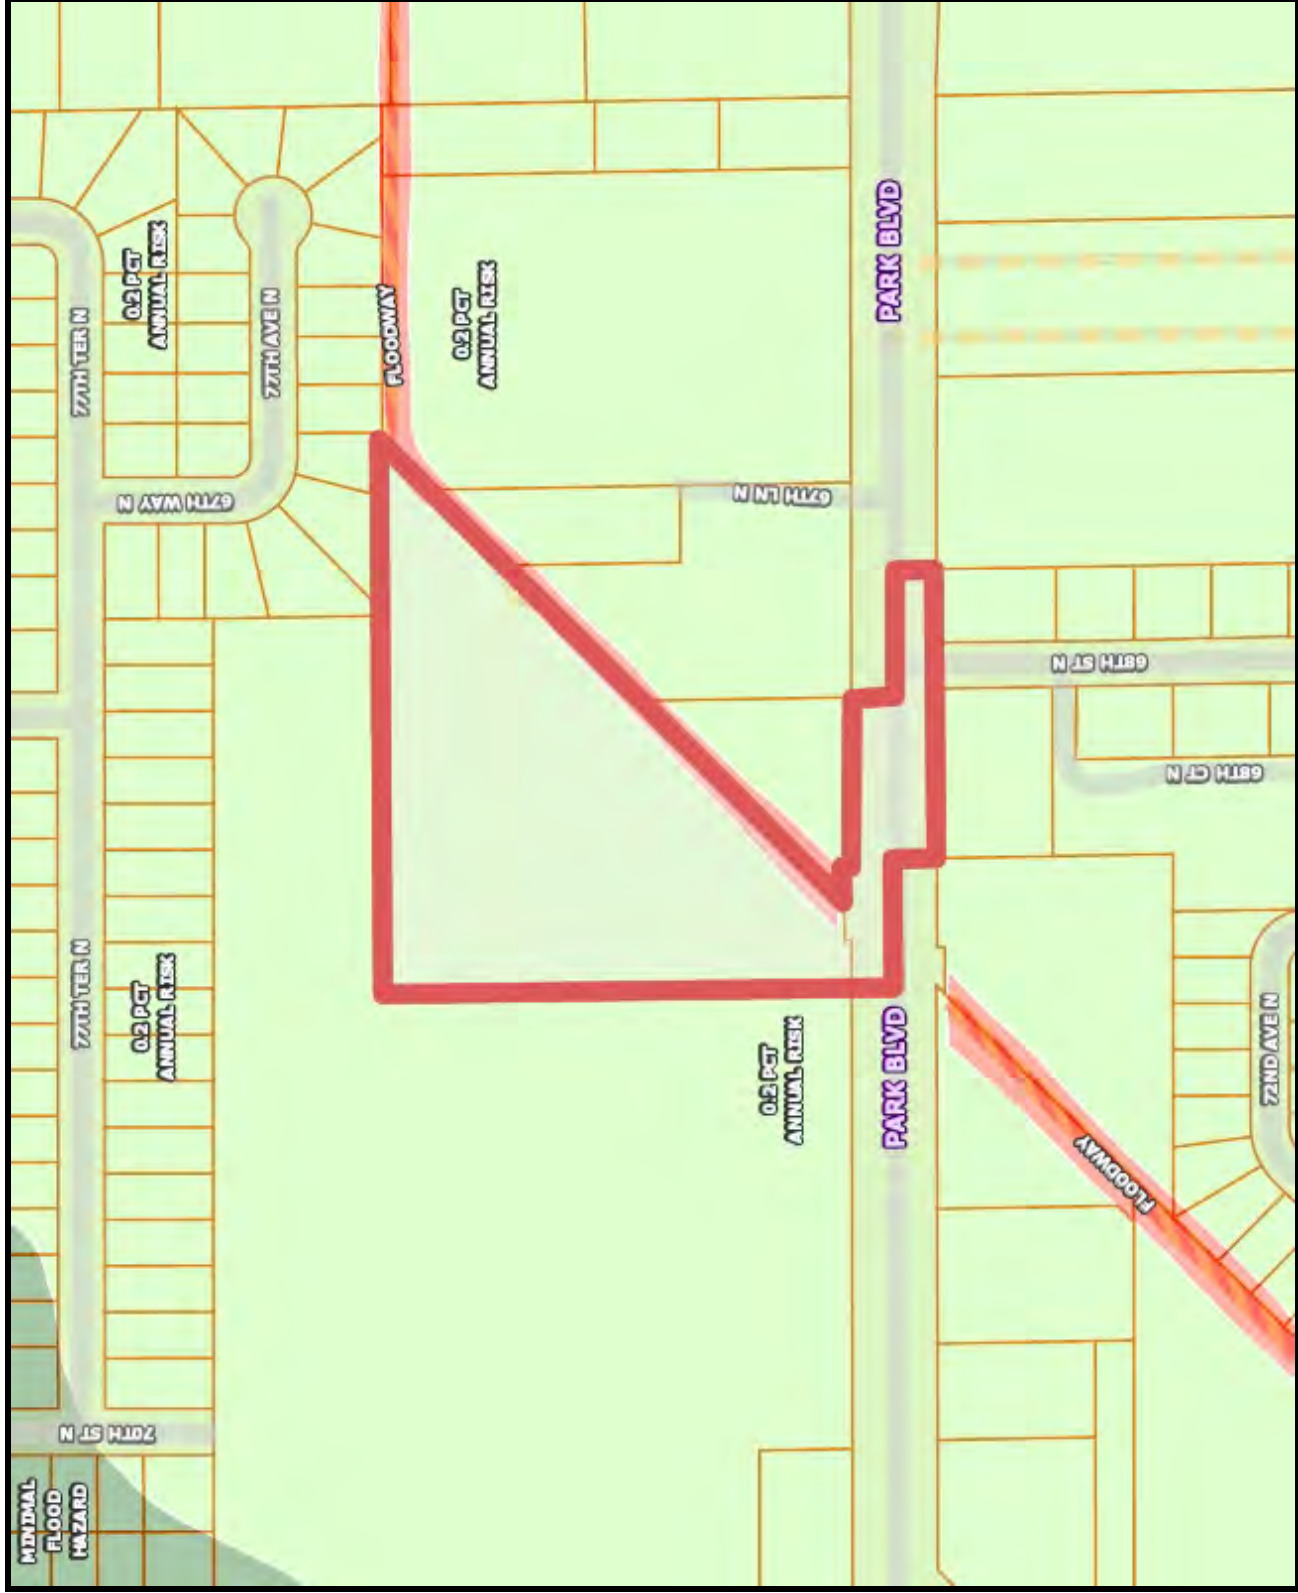 PARK BLVD
0.2 PCT
ANNUAL RISK
77TH TER N
77TH AVE N
FLOODWAY
0.2 PCT
ANNUAL RISK
67TH WAY N
67TH LN N
68TH ST N
68TH CT N
77TH TER N
0.2 PCT
ANNUAL RISK
0.2 PCT
ANNUAL RISK
PARK BLVD
72ND AVE N
FLOODWAY
70TH ST N
MINIMAL
FLOOD
HAZARD